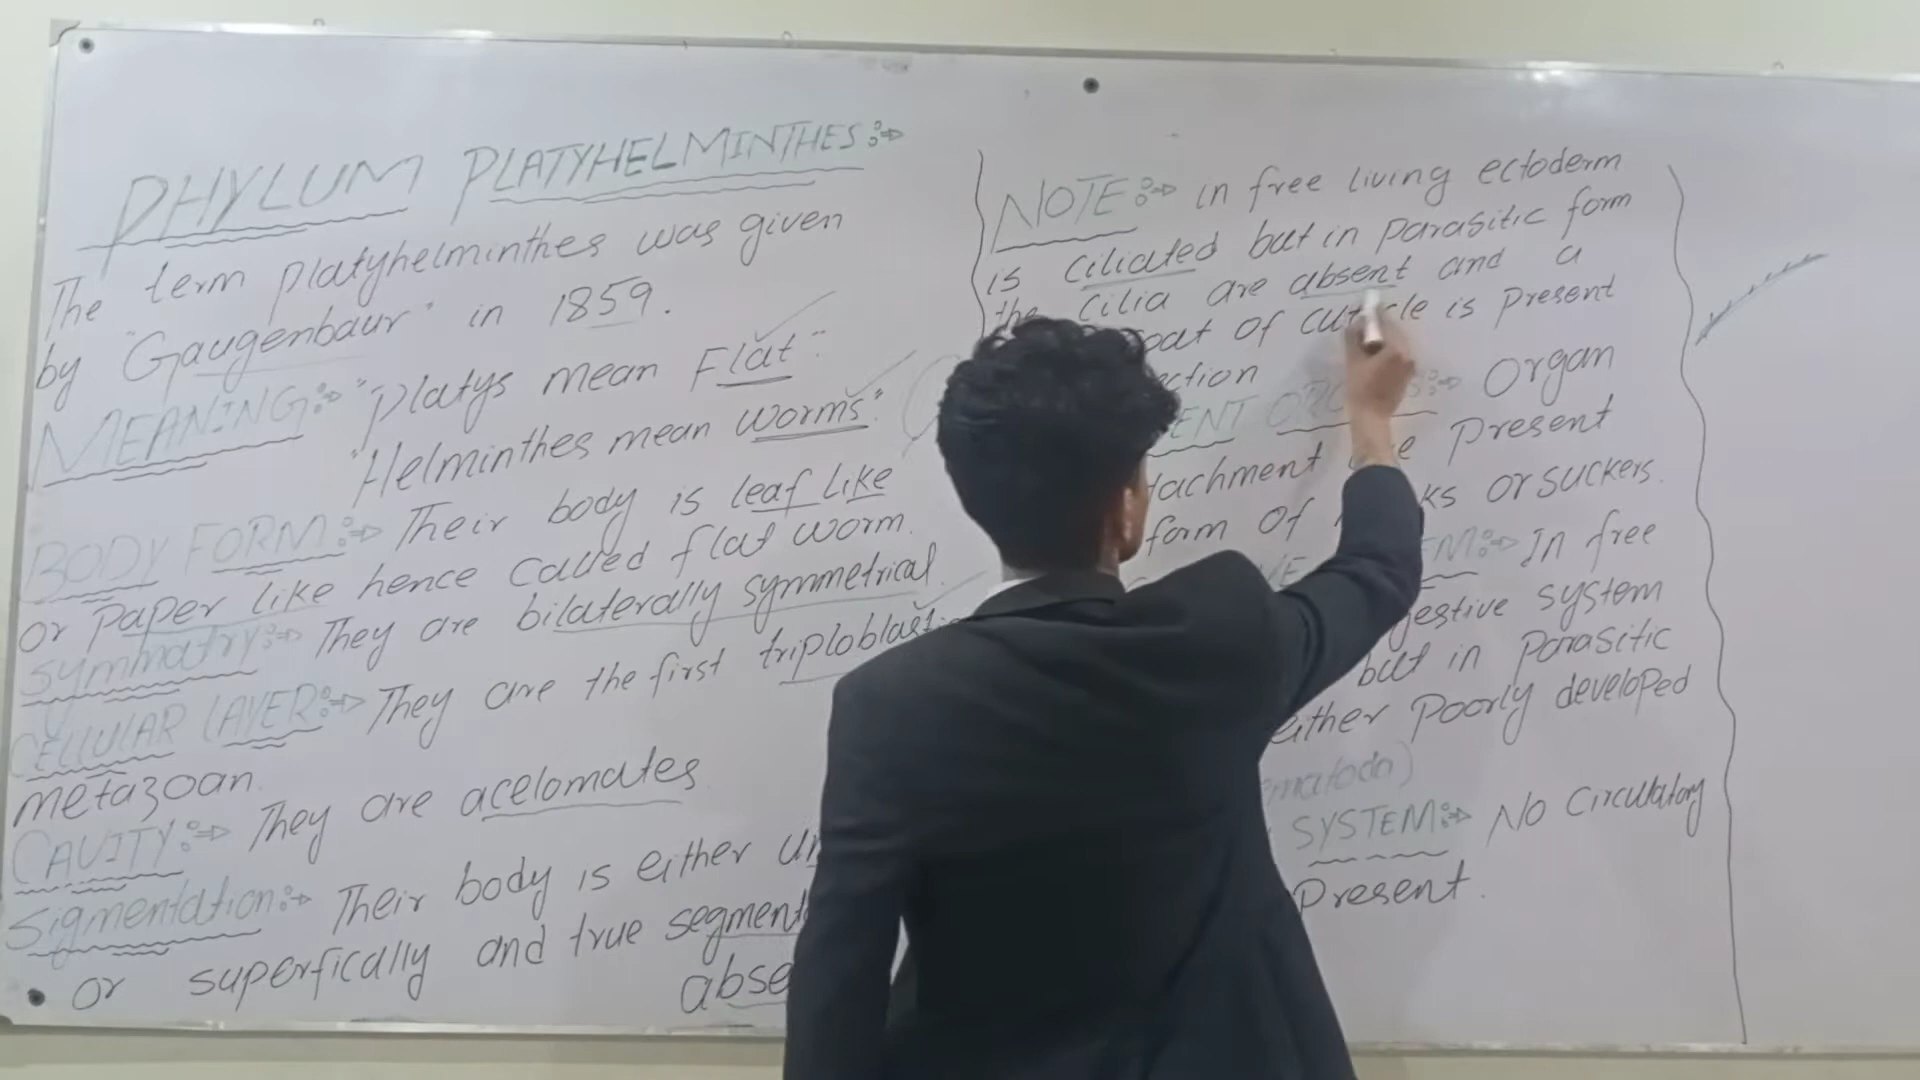 PHYLUM PLATYHELMINTHES:⇒
The term platyhelminthes was given
by "Gaugenbaur" in 1859.
MEANING:⇒ "Platys mean Flat"
"Helminthes mean worms"
BODY FORM:⇒ Their body is leaf like
or Paper like hence called flat worm.
Symmatry:⇒ They are bilaterally symmetrical.
CELLULAR LAYER:⇒ They are the first triploblast
metazoan.
CAVITY:⇒ They are acelomates
Sigmentation:⇒ Their body is either
or superfically and true segment
abse
NOTE:⇒ in free living ectoderm
is Ciliated but in Parasitic form
the Cilia are absent and a
of cuticle is Present
Organ
Present
form of or suckers.
:⇒ In free
system
but in Parasitic
either Poorly developed
SYSTEM:⇒ No Circulatory
Present.